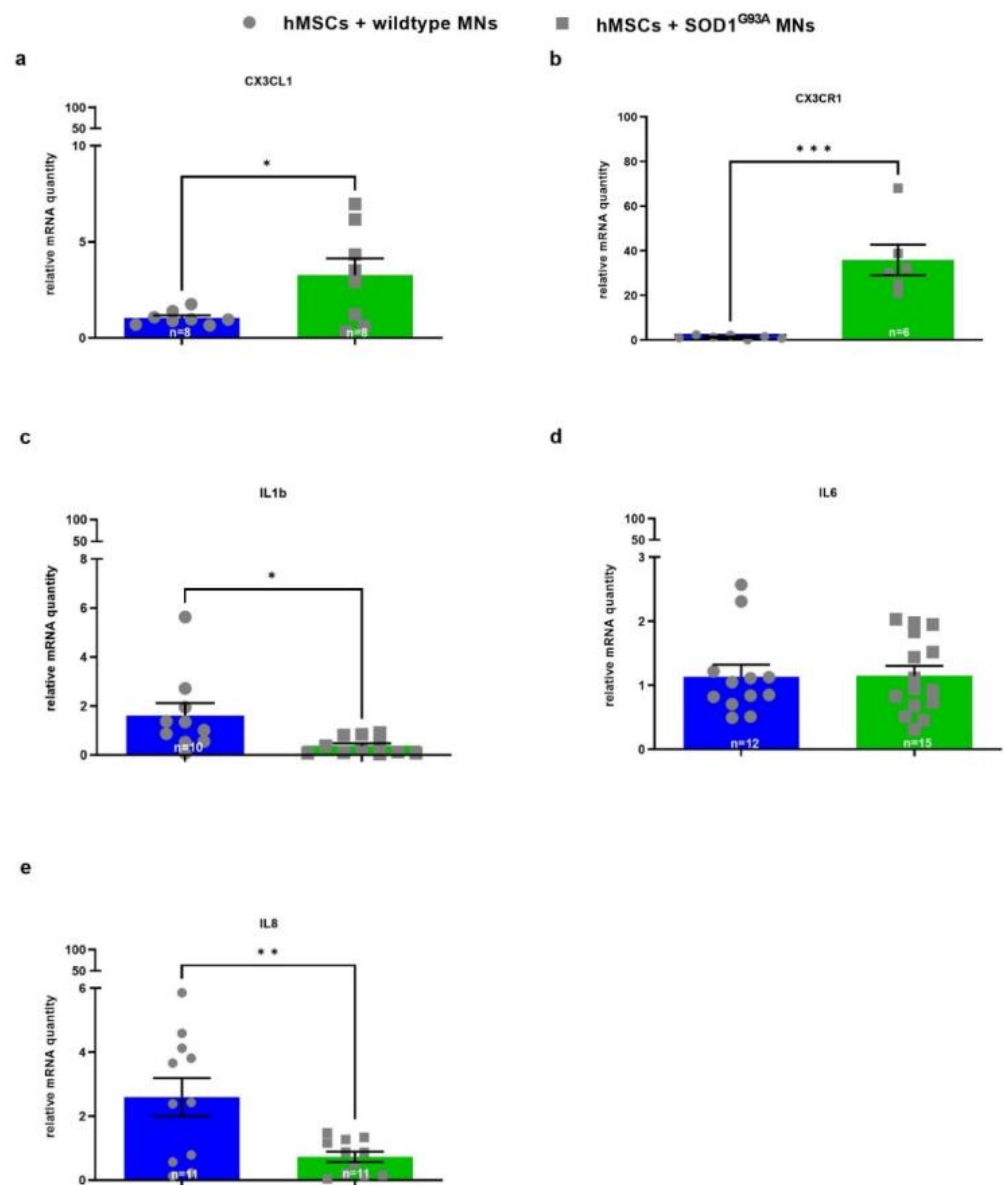 hMSCs + wildtype MNs hMSCs + SOD1G93A MNs
a
CX3CL1
100
50
10
5
0
relative mRNA quantity
*
n=8
n=8
b
CX3CR1
100
80
60
40
20
0
relative mRNA quantity
* * *
n=6
c
IL1b
100
50
8
6
4
2
0
relative mRNA quantity
*
n=10
d
IL6
100
50
3
2
1
0
relative mRNA quantity
n=12
n=15
e
IL8
100
50
6
4
2
0
relative mRNA quantity
* *
n=11
n=11